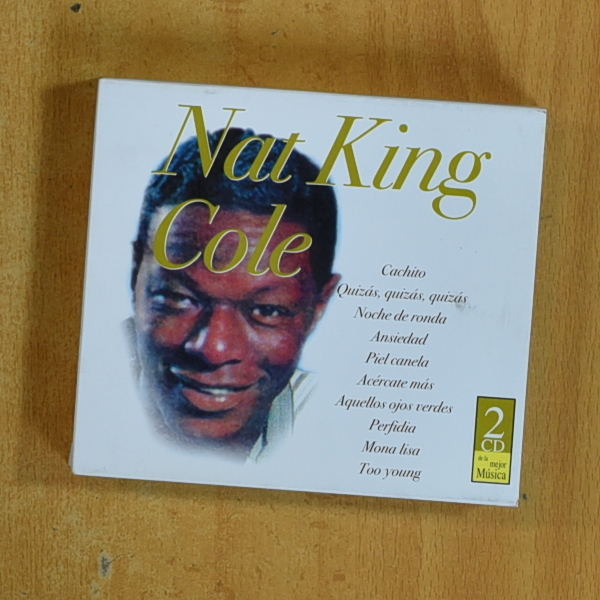 Nat King
Cole
Cachito
Quizás, quizás, quizás
Noche de ronda
Ansiedad
Piel canela
Acércate más
Aquellos ojos verdes
Perfidia
Mona lisa
Too young
2
CD
de la
mejor
Música